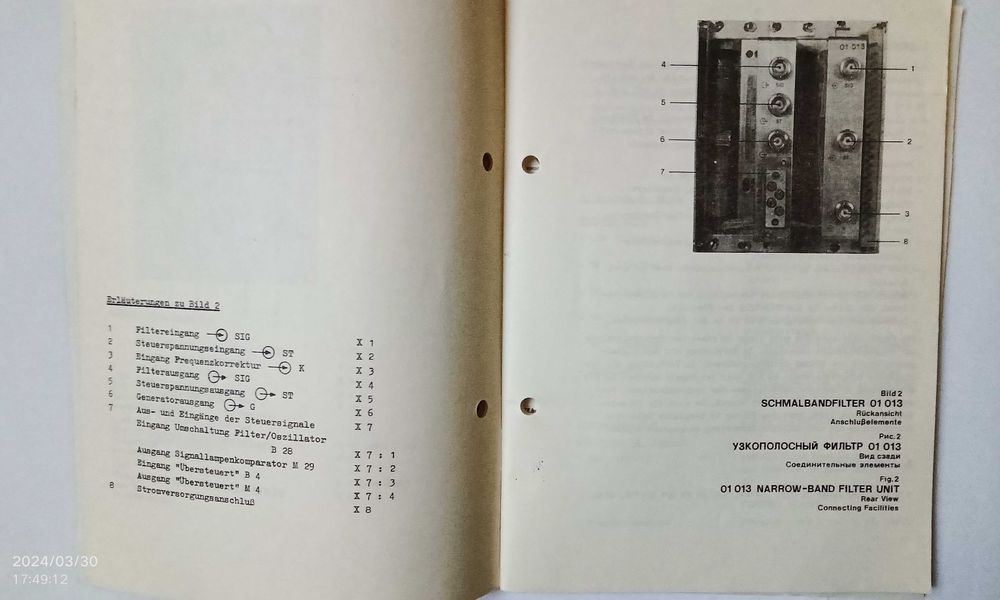 Erläuterungen zu Bild 2
1 Filtereingang SIG X 1
2 Steuerspannungseingang ST X 2
3 Eingang Frequenzkorrektur K X 3
4 Filterausgang SIG X 4
5 Steuerspannungsausgang ST X 5
6 Generatorausgang G X 6
7 Aus- und Eingänge der Steuersignale X 7
Eingang Umschaltung Filter/Oszillator
B 28 X 7 : 1
Ausgang Signallampenkomparator M 29 X 7 : 2
Eingang "Übersteuert" B 4 X 7 : 3
Ausgang "Übersteuert" M 4 X 7 : 4
8 Stromversorgungsanschluß X 8
01
01 013
4
SIG
SIG
1
5
ST
6
2
7
3
8
Bild 2
SCHMALBANDFILTER 01 013
Rückansicht
Anschlußelemente
Рис.2
УЗКОПОЛОСНЫЙ ФИЛЬТР 01 013
Вид сзади
Соединительные элементы
Fig.2
01 013 NARROW-BAND FILTER UNIT
Rear View
Connecting Facilities
2024/03/30
17:49:12